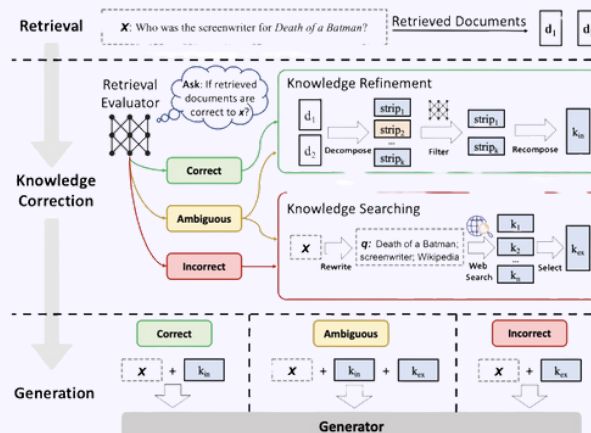 Retrieval
x: Who was the screenwriter for Death of a Batman?
Retrieved Documents
d1
d
Retrieval
Evaluator
Ask: If retrieved
documents are
correct to x?
Knowledge
Correction
Correct
Ambiguous
Incorrect
Knowledge Refinement
d1
d2
Decompose
strip1
strip2
...
stripk
Filter
strip1
stripk
Recompose
kin
Knowledge Searching
x
Rewrite
q: Death of a Batman;
screenwriter; Wikipedia
Web
Search
k1
k2
...
kn
Select
kex
Generation
Correct
x + kin
Ambiguous
x + kin + kex
Incorrect
x + kex
Generator